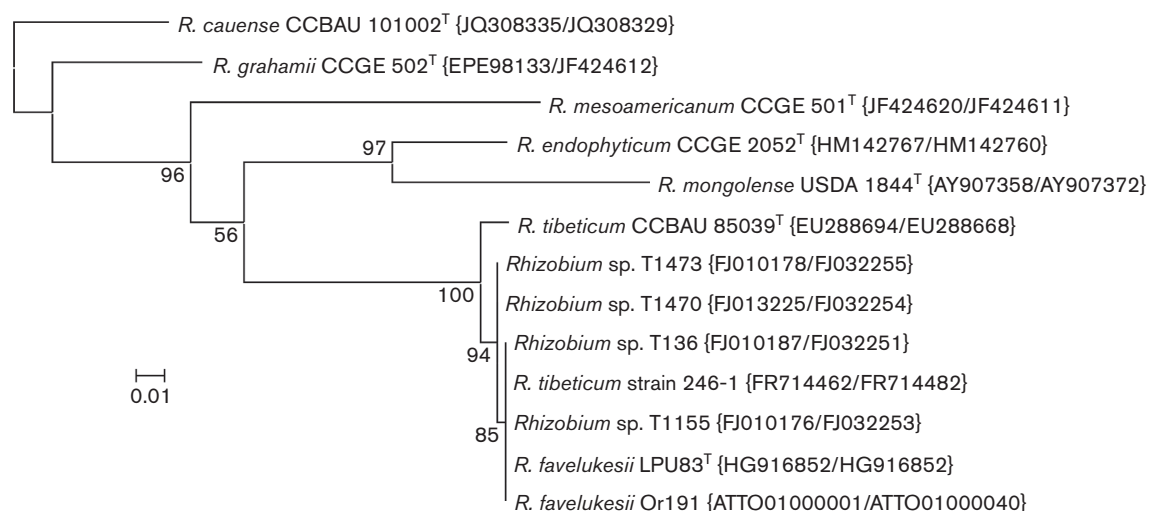 R. cauense CCBAU 101002T {JQ308335/JQ308329}
R. grahamii CCGE 502T {EPE98133/JF424612}
R. mesoamericanum CCGE 501T {JF424620/JF424611}
97
R. endophyticum CCGE 2052T {HM142767/HM142760}
96
R. mongolense USDA 1844T {AY907358/AY907372}
56
R. tibeticum CCBAU 85039T {EU288694/EU288668}
Rhizobium sp. T1473 {FJ010178/FJ032255}
100
Rhizobium sp. T1470 {FJ013225/FJ032254}
Rhizobium sp. T136 {FJ010187/FJ032251}
94
0.01
R. tibeticum strain 246-1 {FR714462/FR714482}
Rhizobium sp. T1155 {FJ010176/FJ032253}
85
R. favelukesii LPU83T {HG916852/HG916852}
R. favelukesii Or191 {ATTO01000001/ATTO01000040}